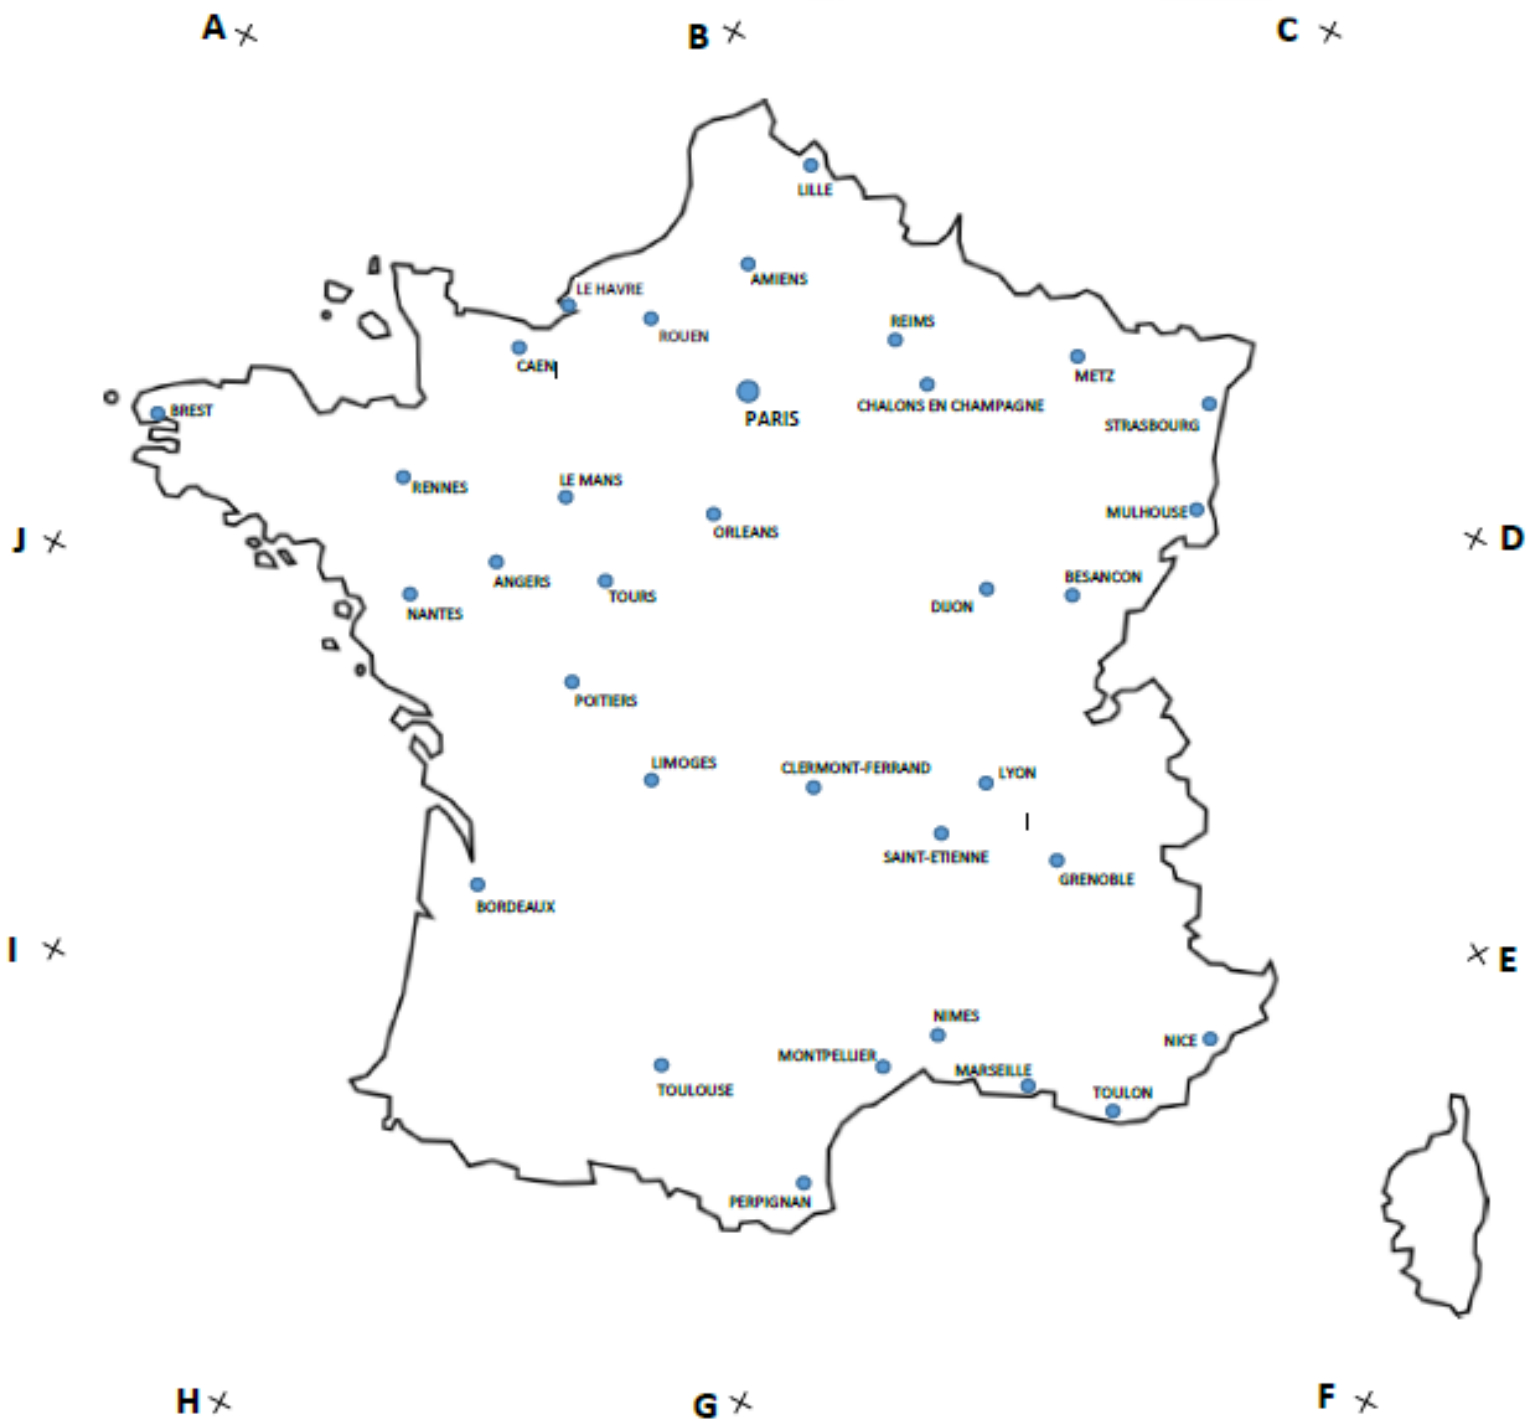 A
B
C
LILLE
AMIENS
LE HAVRE
ROUEN
REIMS
CAEN
METZ
CHALONS EN CHAMPAGNE
BREST
PARIS
STRASBOURG
RENNES
LE MANS
MULHOUSE
ORLEANS
J
D
ANGERS
BESANCON
TOURS
DIJON
NANTES
POITIERS
LIMOGES
CLERMONT-FERRAND
LYON
SAINT-ETIENNE
GRENOBLE
BORDEAUX
I
E
NIMES
NICE
MONTPELLIER
MARSEILLE
TOULOUSE
TOULON
PERPIGNAN
H
G
F